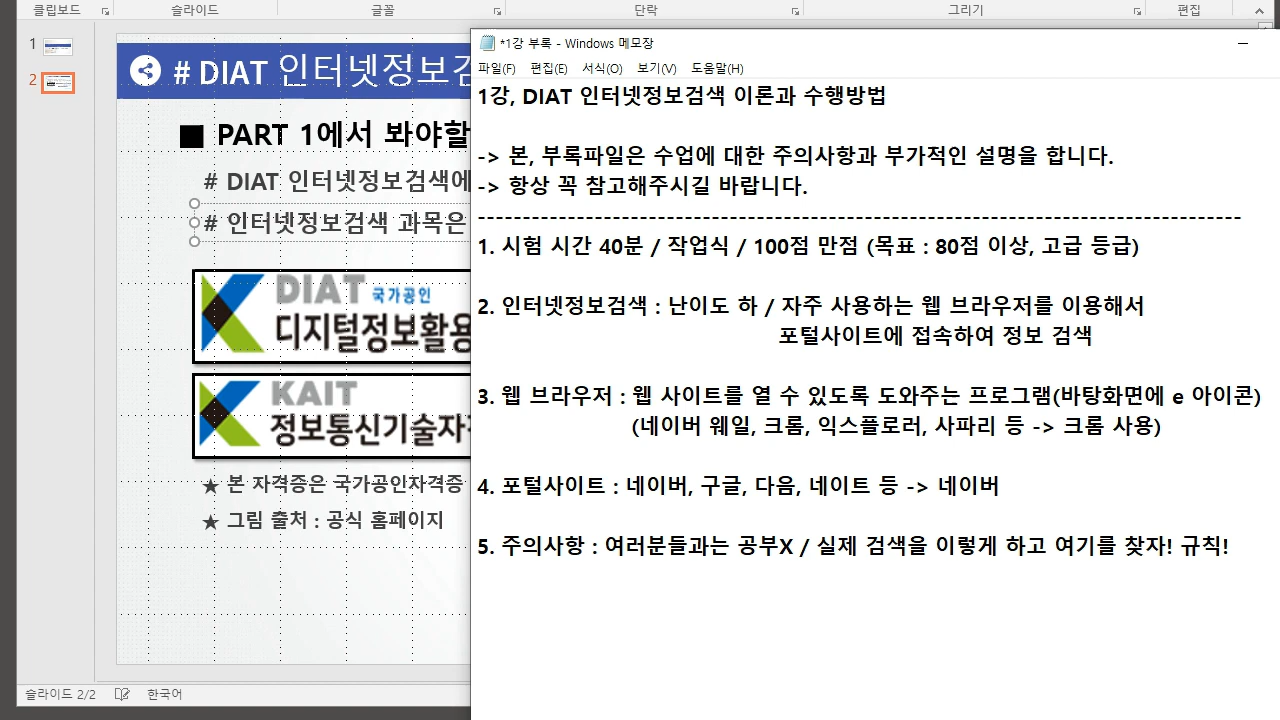 클립보드
슬라이드
글꼴
단락
그리기
편집
1
2
# DIAT 인터넷정보검
■ PART 1에서 봐야할
# DIAT 인터넷정보검색에
# 인터넷정보검색 과목은
DIAT 국가공인
디지털정보활용
KAIT
정보통신기술자격
★ 본 자격증은 국가공인자격증
★ 그림 출처 : 공식 홈페이지
슬라이드 2/2
한국어
*1강 부록 - Windows 메모장
파일(F) 편집(E) 서식(O) 보기(V) 도움말(H)
1강, DIAT 인터넷정보검색 이론과 수행방법
-> 본, 부록파일은 수업에 대한 주의사항과 부가적인 설명을 합니다.
-> 항상 꼭 참고해주시길 바랍니다.
-------------------------------------------------------------------------------------
1. 시험 시간 40분 / 작업식 / 100점 만점 (목표 : 80점 이상, 고급 등급)
2. 인터넷정보검색 : 난이도 하 / 자주 사용하는 웹 브라우저를 이용해서
포털사이트에 접속하여 정보 검색
3. 웹 브라우저 : 웹 사이트를 열 수 있도록 도와주는 프로그램(바탕화면에 e 아이콘)
(네이버 웨일, 크롬, 익스플로러, 사파리 등 -> 크롬 사용)
4. 포털사이트 : 네이버, 구글, 다음, 네이트 등 -> 네이버
5. 주의사항 : 여러분들과는 공부X / 실제 검색을 이렇게 하고 여기를 찾자! 규칙!